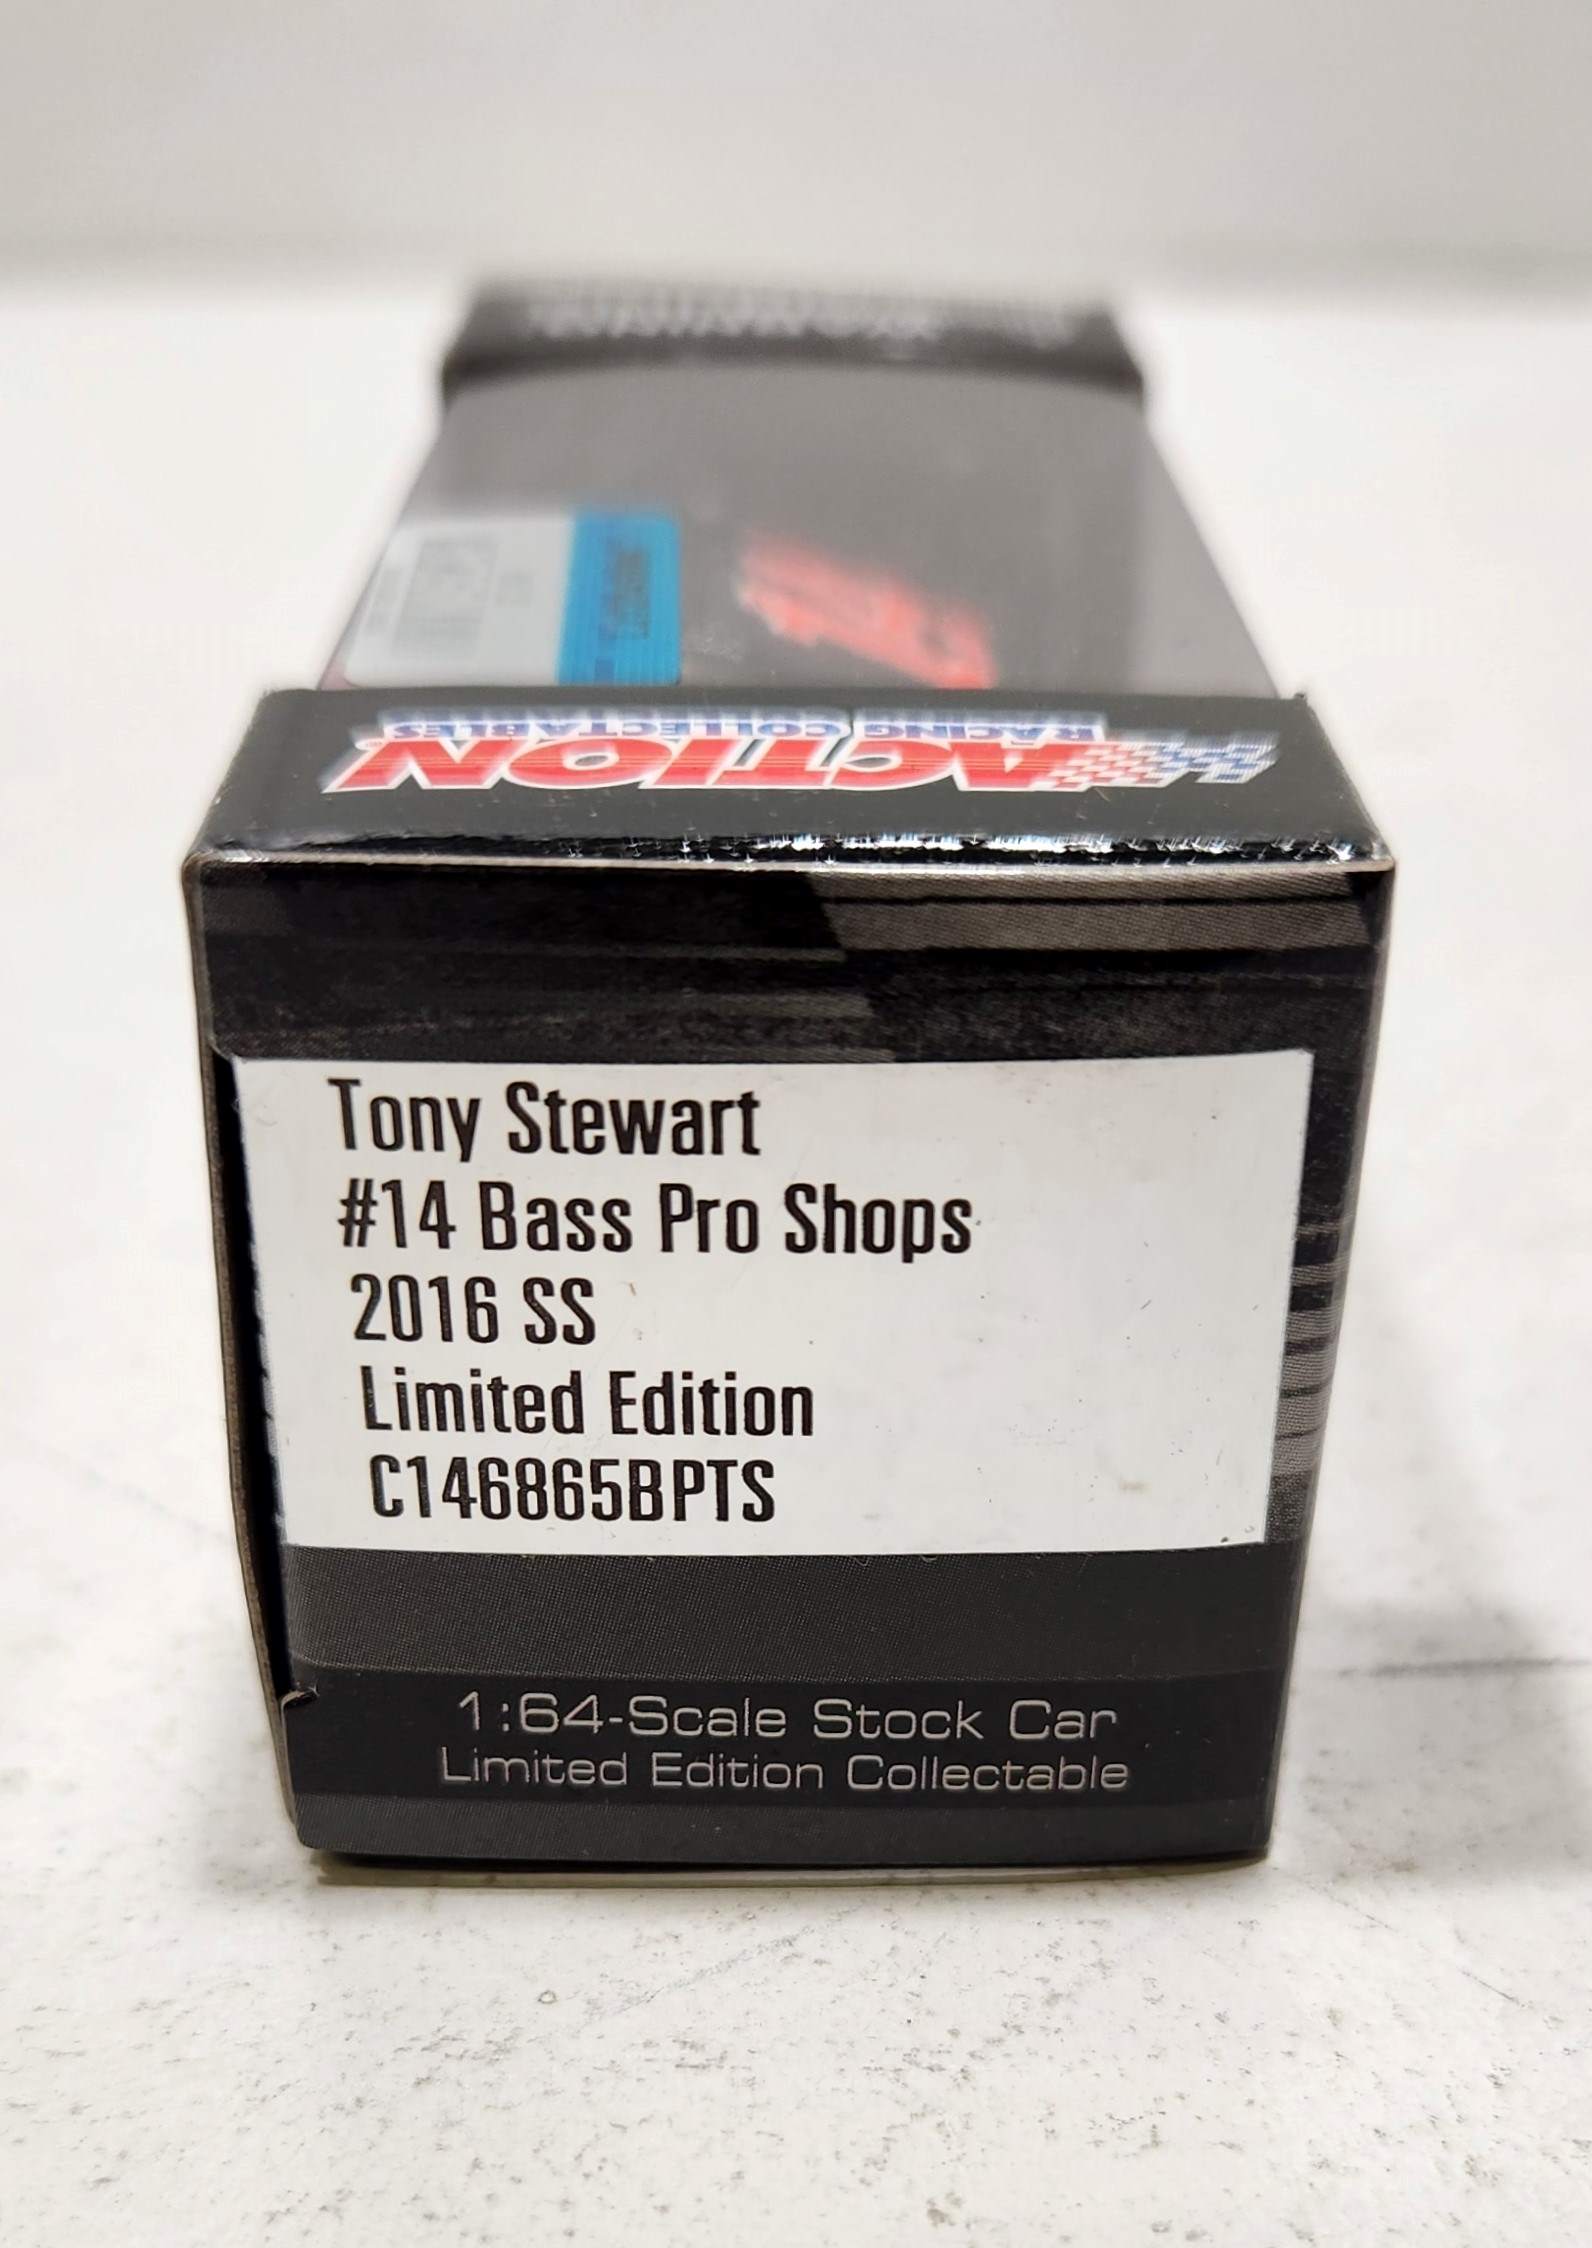 ACTION
RACING COLLECTABLES
Tony Stewart
#14 Bass Pro Shops
2016 SS
Limited Edition
C146865BPTS
1:64-Scale Stock Car
Limited Edition Collectable